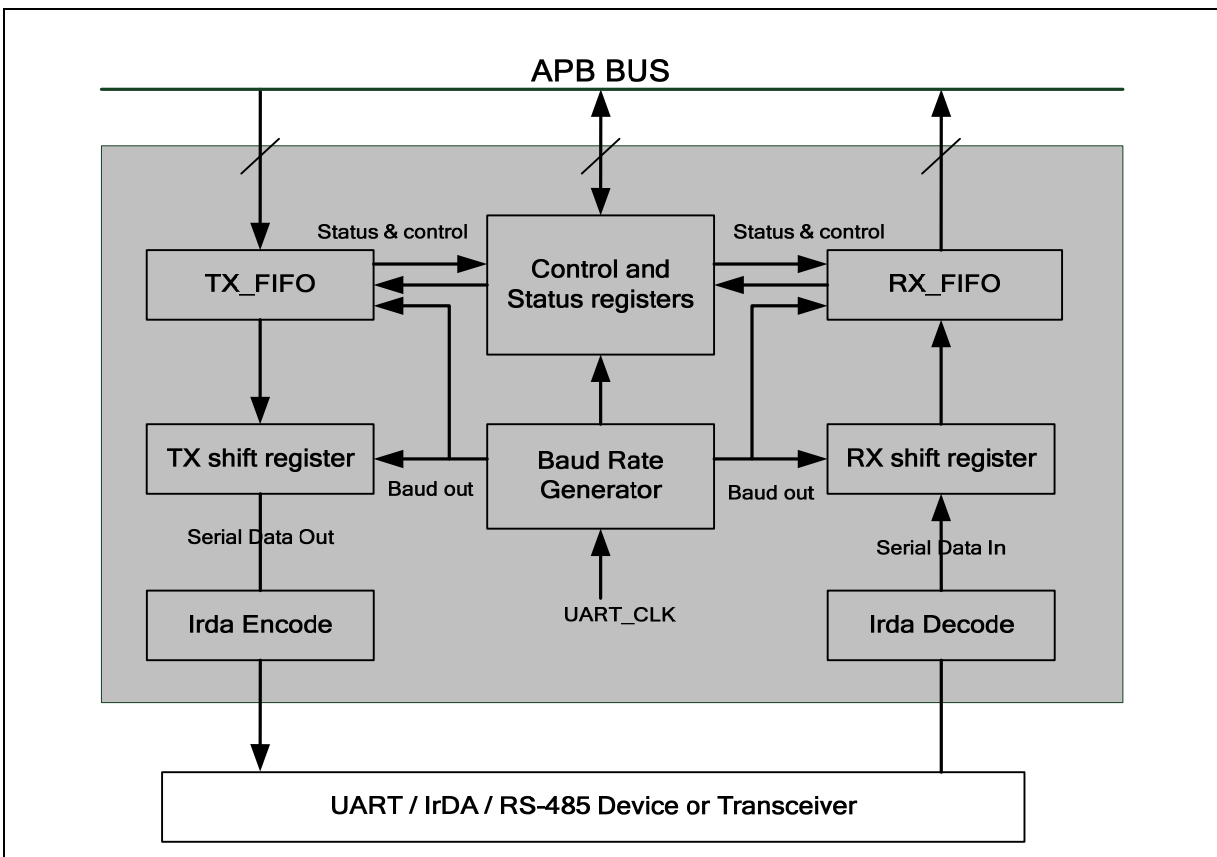 APB BUS
Status & control
Status & control
TX_FIFO
Control and
Status registers
RX_FIFO
TX shift register
Baud Rate
Generator
RX shift register
Baud out
Baud out
Serial Data Out
Serial Data In
Irda Encode
UART_CLK
Irda Decode
UART / IrDA / RS-485 Device or Transceiver